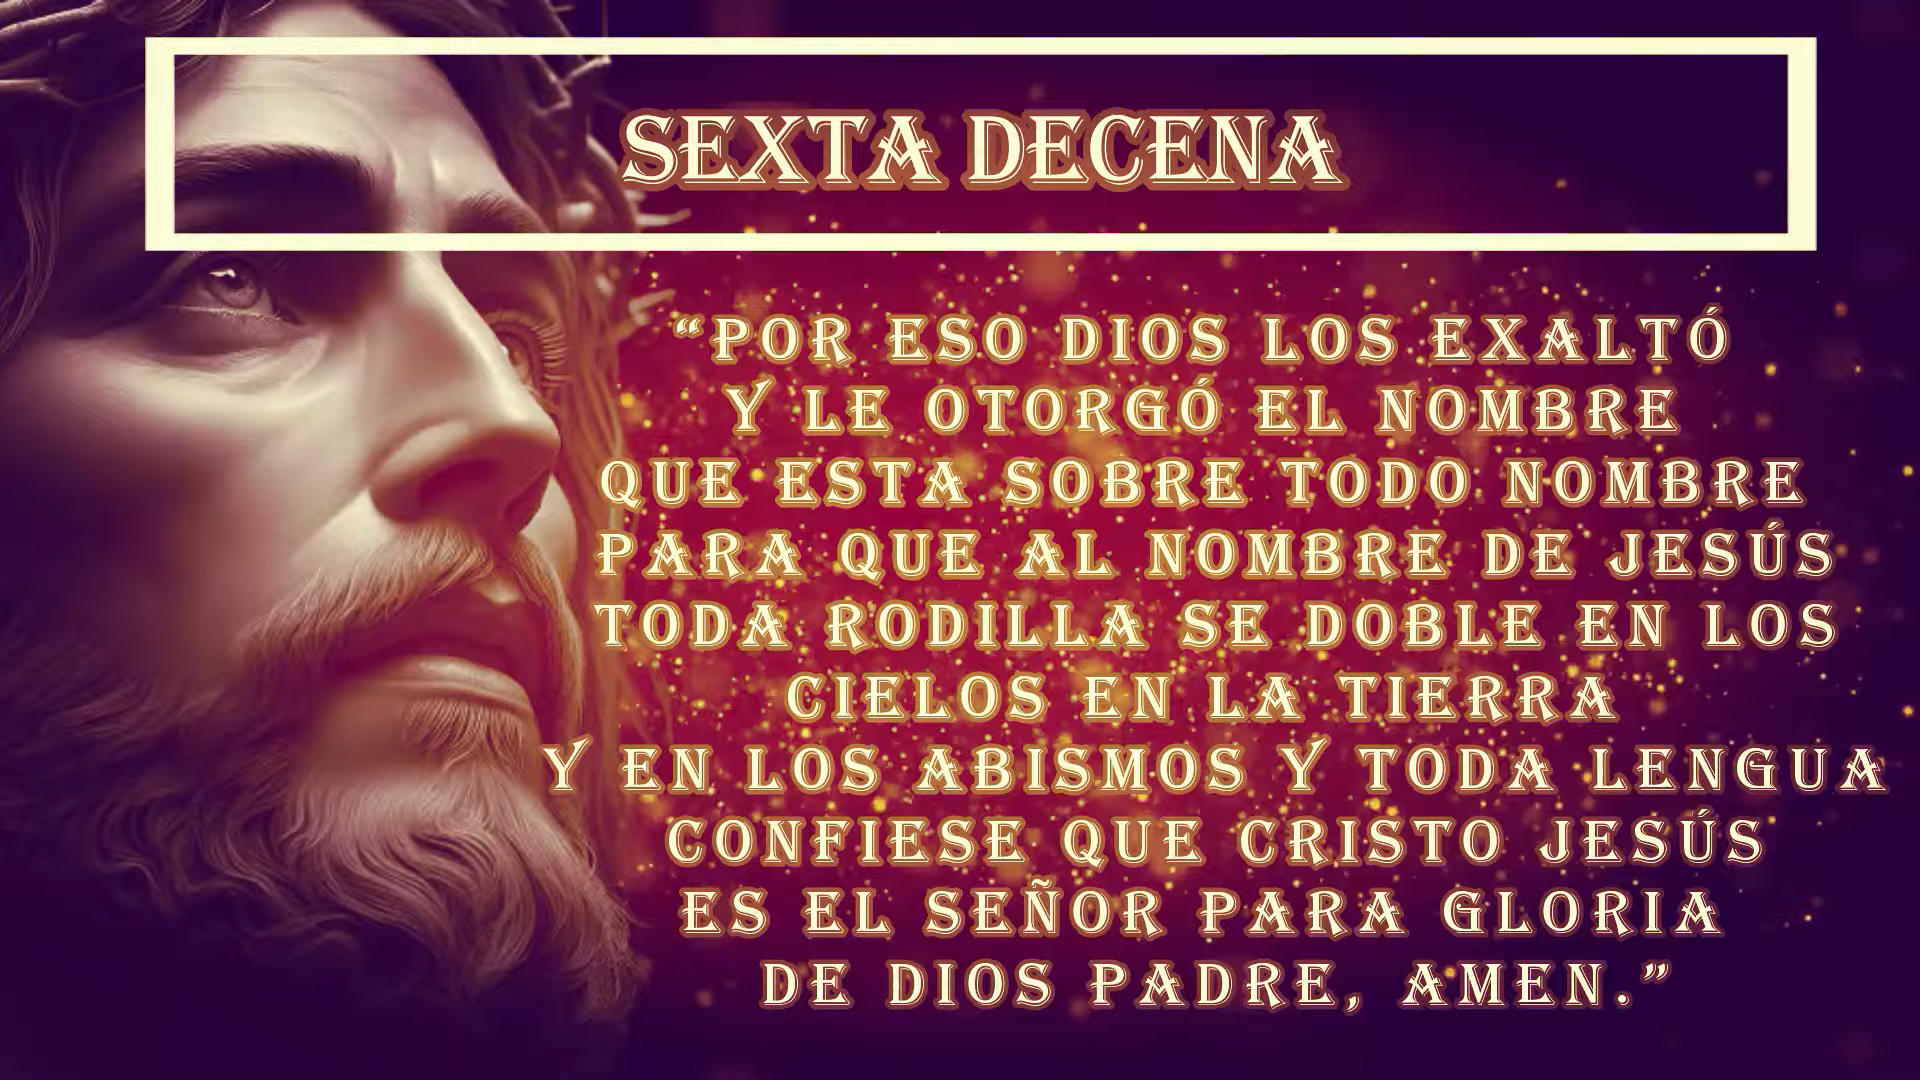 SEXTA DECENA
“POR ESO DIOS LOS EXALTÓ
Y LE OTORGÓ EL NOMBRE
QUE ESTA SOBRE TODO NOMBRE
PARA QUE AL NOMBRE DE JESÚS
TODA RODILLA SE DOBLE EN LOS
CIELOS EN LA TIERRA
Y EN LOS ABISMOS Y TODA LENGUA
CONFIESE QUE CRISTO JESÚS
ES EL SEÑOR PARA GLORIA
DE DIOS PADRE, AMEN.”